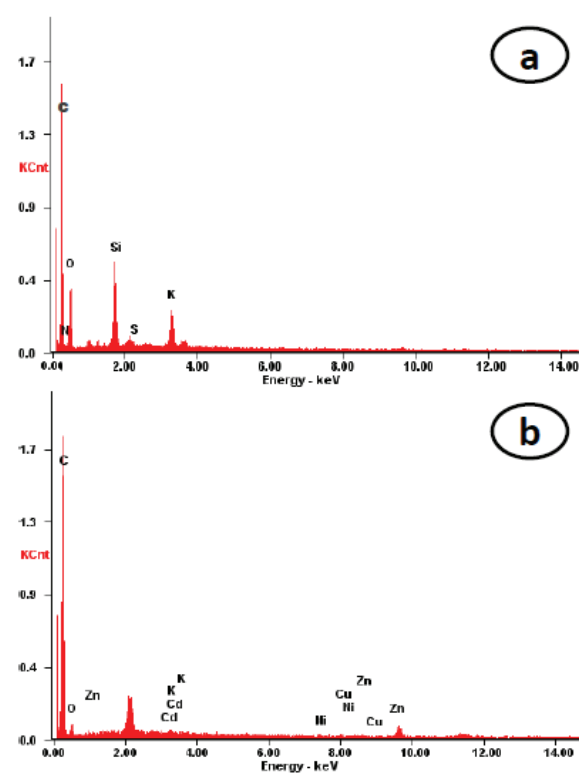 a
1.7
C
1.3
KCnt
0.9
O
Si
0.4
K
N
S
0.0
0.00 2.00 4.00 6.00 8.00 10.00 12.00 14.00
Energy - keV
b
1.7
C
1.3
KCnt
0.9
K
Zn
0.4
Zn
K
Cu
Cd
Ni
Zn
O
Cd
Ni
Cu
0.0
0.00 2.00 4.00 6.00 8.00 10.00 12.00 14.00
Energy - keV